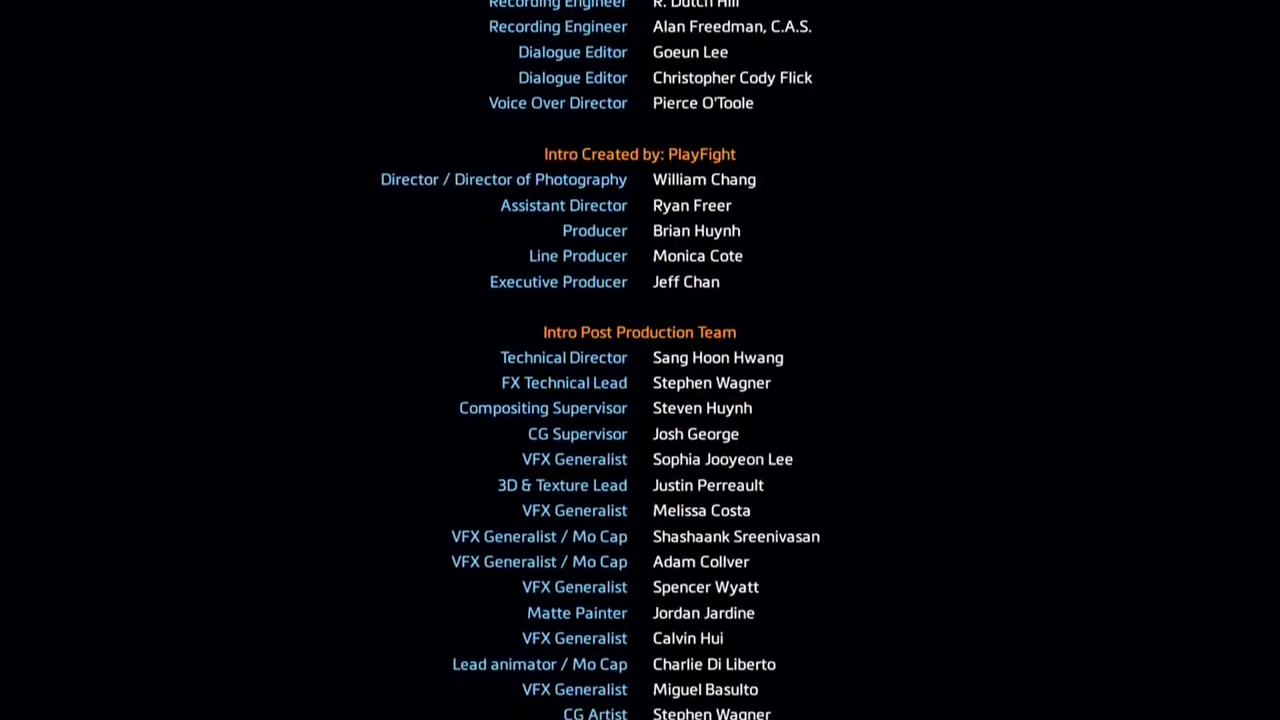 Recording Engineer R. Dutch Hill
Recording Engineer Alan Freedman, C.A.S.
Dialogue Editor Goeun Lee
Dialogue Editor Christopher Cody Flick
Voice Over Director Pierce O'Toole
Intro Created by: PlayFight
Director / Director of Photography William Chang
Assistant Director Ryan Freer
Producer Brian Huynh
Line Producer Monica Cote
Executive Producer Jeff Chan
Intro Post Production Team
Technical Director Sang Hoon Hwang
FX Technical Lead Stephen Wagner
Compositing Supervisor Steven Huynh
CG Supervisor Josh George
VFX Generalist Sophia Jooyeon Lee
3D & Texture Lead Justin Perreault
VFX Generalist Melissa Costa
VFX Generalist / Mo Cap Shashaank Sreenivasan
VFX Generalist / Mo Cap Adam Collver
VFX Generalist Spencer Wyatt
Matte Painter Jordan Jardine
VFX Generalist Calvin Hui
Lead animator / Mo Cap Charlie Di Liberto
VFX Generalist Miguel Basulto
CG Artist Stephen Wagner